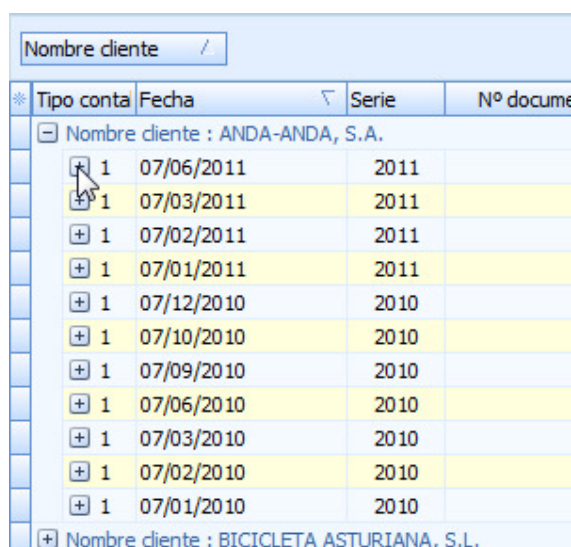 Nombre cliente
Tipo conta Fecha Serie Nº docume
Nombre cliente : ANDA-ANDA, S.A.
1 07/06/2011 2011
1 07/03/2011 2011
1 07/02/2011 2011
1 07/01/2011 2011
1 07/12/2010 2010
1 07/10/2010 2010
1 07/09/2010 2010
1 07/06/2010 2010
1 07/03/2010 2010
1 07/02/2010 2010
1 07/01/2010 2010
Nombre cliente : BICICLETA ASTURIANA, S.L.